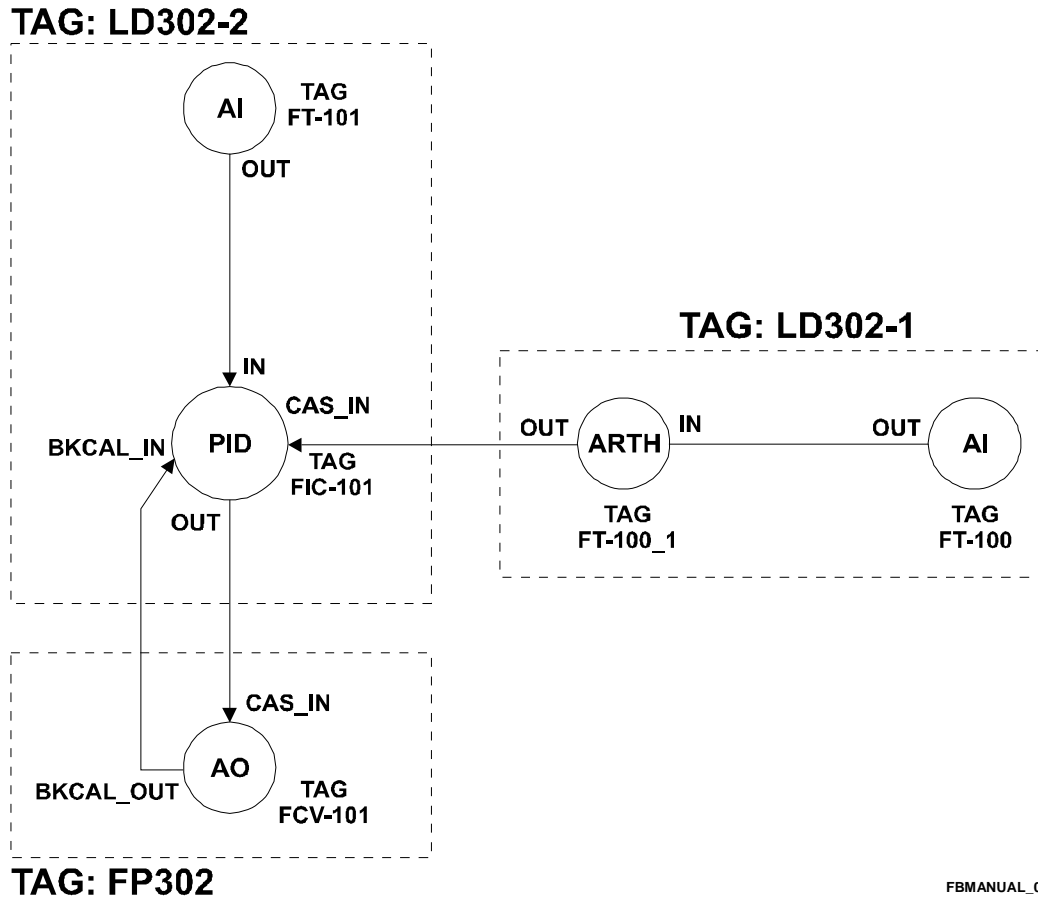 TAG: LD302-2
AI
TAG
FT-101
OUT
IN
CAS_IN
BKCAL_IN
PID
TAG
FIC-101
OUT
TAG: LD302-1
OUT
ARTH
IN
OUT
AI
TAG
FT-100_1
TAG
FT-100
CAS_IN
AO
BKCAL_OUT
TAG
FCV-101
TAG: FP302
FBMANUAL_0